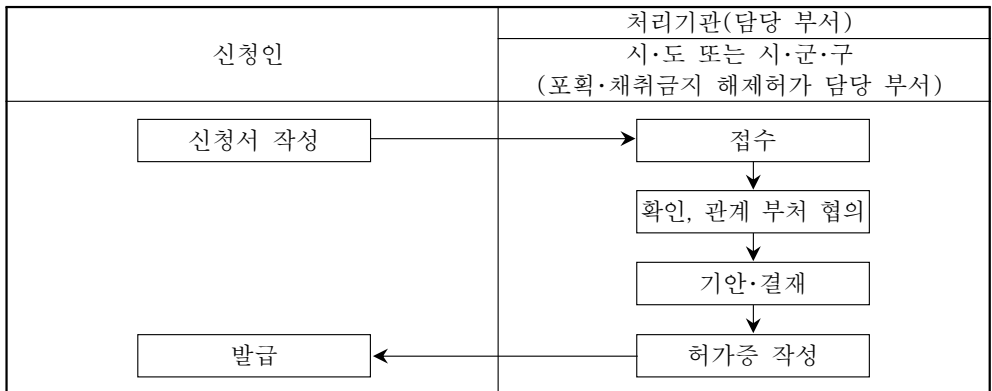 신청인
처리기관(담당 부서)
시·도 또는 시·군·구
(포획·채취금지 해제허가 담당 부서)
신청서 작성
접수
확인, 관계 부처 협의
기안·결재
발급
허가증 작성